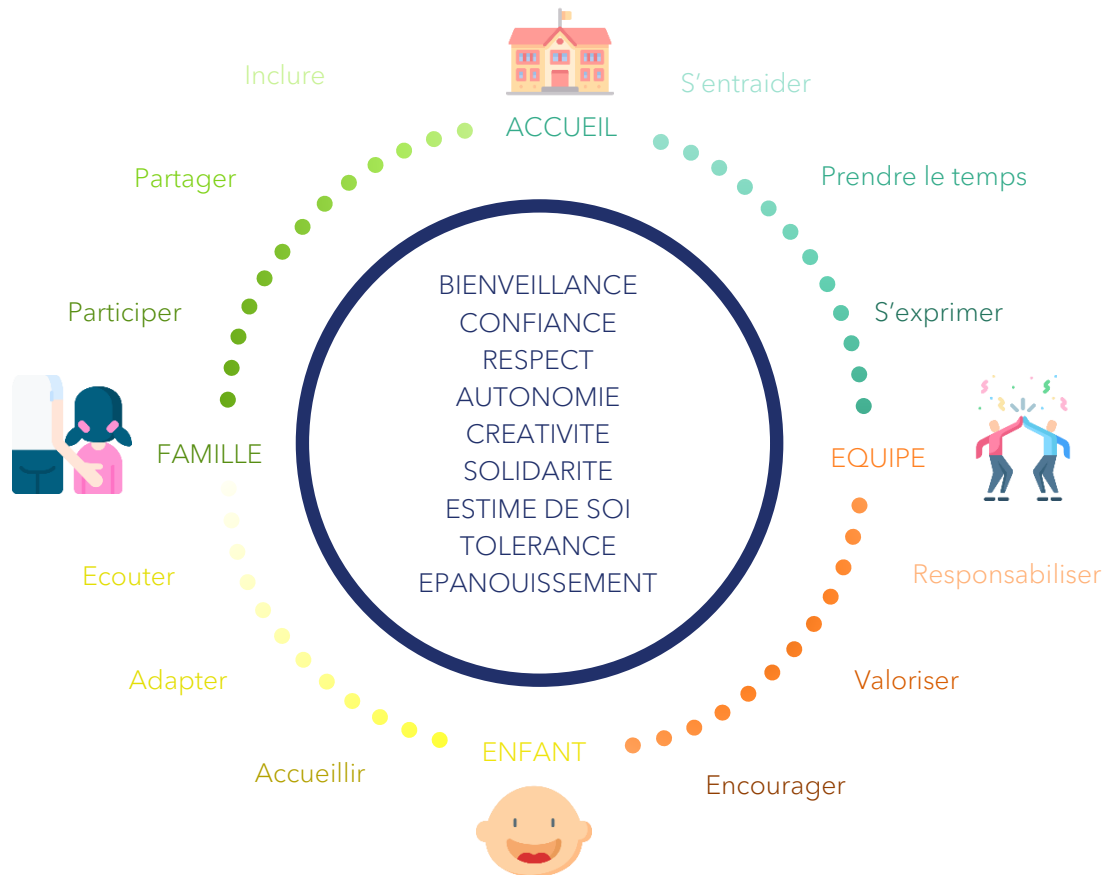 Inclure
S'entraider
ACCUEIL
Partager
Prendre le temps
Participer
S'exprimer
BIENVEILLANCE
CONFIANCE
RESPECT
AUTONOMIE
CREATIVITE
SOLIDARITE
ESTIME DE SOI
TOLERANCE
EPANOUISSEMENT
FAMILLE
EQUIPE
Ecouter
Responsabiliser
Adapter
Valoriser
Accueillir
ENFANT
Encourager